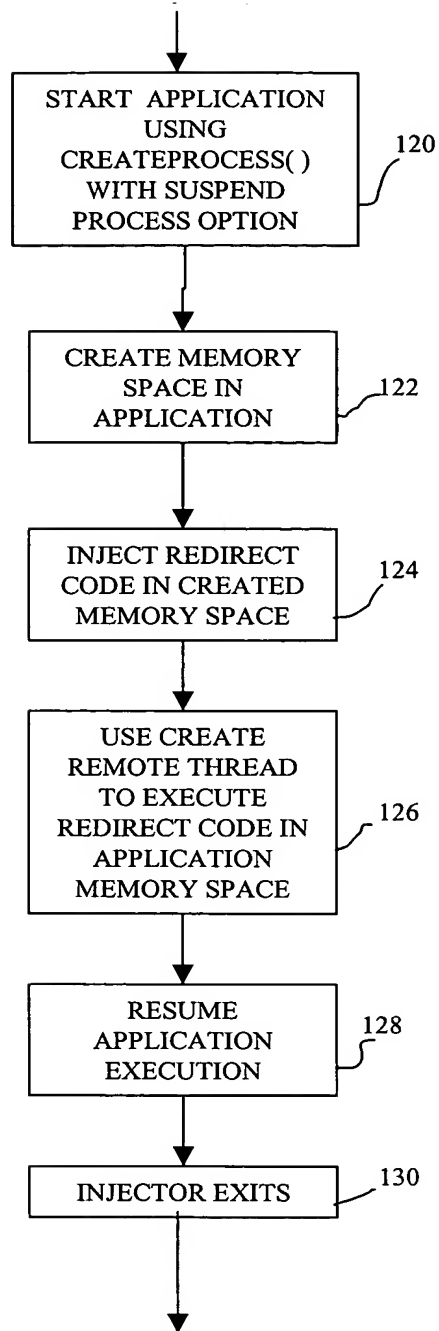 START APPLICATION
USING
CREATEPROCESS( )
WITH SUSPEND
PROCESS OPTION
120
CREATE MEMORY
SPACE IN
APPLICATION
122
INJECT REDIRECT
CODE IN CREATED
MEMORY SPACE
124
USE CREATE
REMOTE THREAD
TO EXECUTE
REDIRECT CODE IN
APPLICATION
MEMORY SPACE
126
RESUME
APPLICATION
EXECUTION
128
INJECTOR EXITS
130